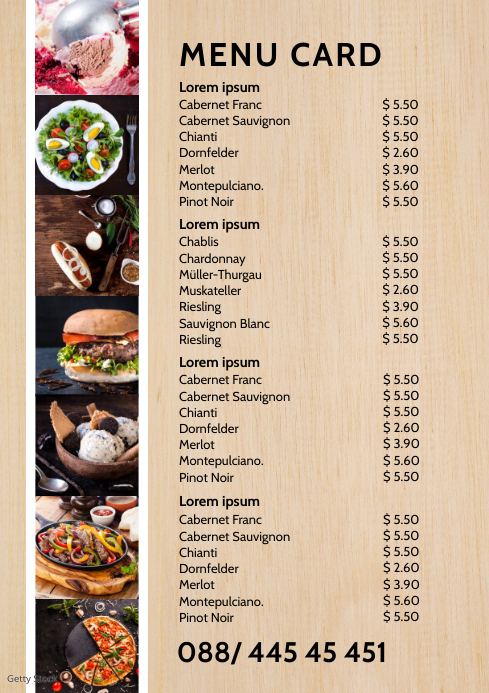 MENU CARD
Lorem ipsum
Cabernet Franc $ 5.50
Cabernet Sauvignon $ 5.50
Chianti $ 5.50
Dornfelder $ 2.60
Merlot $ 3.90
Montepulciano. $ 5.60
Pinot Noir $ 5.50
Lorem ipsum
Chablis $ 5.50
Chardonnay $ 5.50
Müller-Thurgau $ 5.50
Muskateller $ 2.60
Riesling $ 3.90
Sauvignon Blanc $ 5.60
Riesling $ 5.50
Lorem ipsum
Cabernet Franc $ 5.50
Cabernet Sauvignon $ 5.50
Chianti $ 5.50
Dornfelder $ 2.60
Merlot $ 3.90
Montepulciano. $ 5.60
Pinot Noir $ 5.50
Lorem ipsum
Cabernet Franc $ 5.50
Cabernet Sauvignon $ 5.50
Chianti $ 5.50
Dornfelder $ 2.60
Merlot $ 3.90
Montepulciano. $ 5.60
Pinot Noir $ 5.50
088/ 445 45 451
Getty Stock